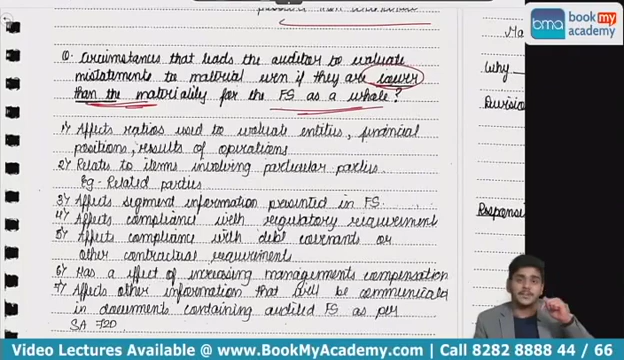 book my
bma academy
Q. Circumstances that leads the auditor to evaluate
misstatements to material even if they are lower
than the materiality for the FS as a whole?
1) Affects ratios used to evaluate entities, financial
positions, results of operations
2) Relates to items involving particular parties.
Eg- Related parties
3) Affects segment information presented in FS.
4) Affects compliance with regulatory requirement
5) Affects compliance with debt covenants or
other contractual requirements
6) Has a effect of increasing managements compensation
7) Affects other information that will be communicated
in documents containing audited FS as per
SA 720
Ma
Why
Division
Responsi
Video Lectures Available @ www.BookMyAcademy.com | Call 8282 8888 44 / 66